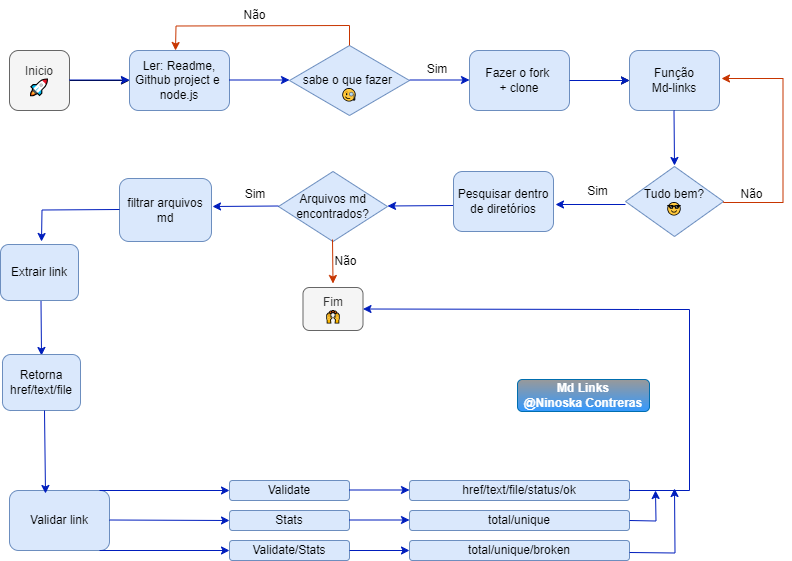 Não
Inicio
Ler: Readme,
Github project e
node.js
sabe o que fazer
Sim
Fazer o fork
+ clone
Função
Md-links
Tudo bem?
Não
Sim
Pesquisar dentro
de diretórios
Arquivos md
encontrados?
Sim
filtrar arquivos
md
Não
Extrair link
Fim
Retorna
href/text/file
Md Links
@Ninoska Contreras
Validar link
Validate
href/text/file/status/ok
Stats
total/unique
Validate/Stats
total/unique/broken